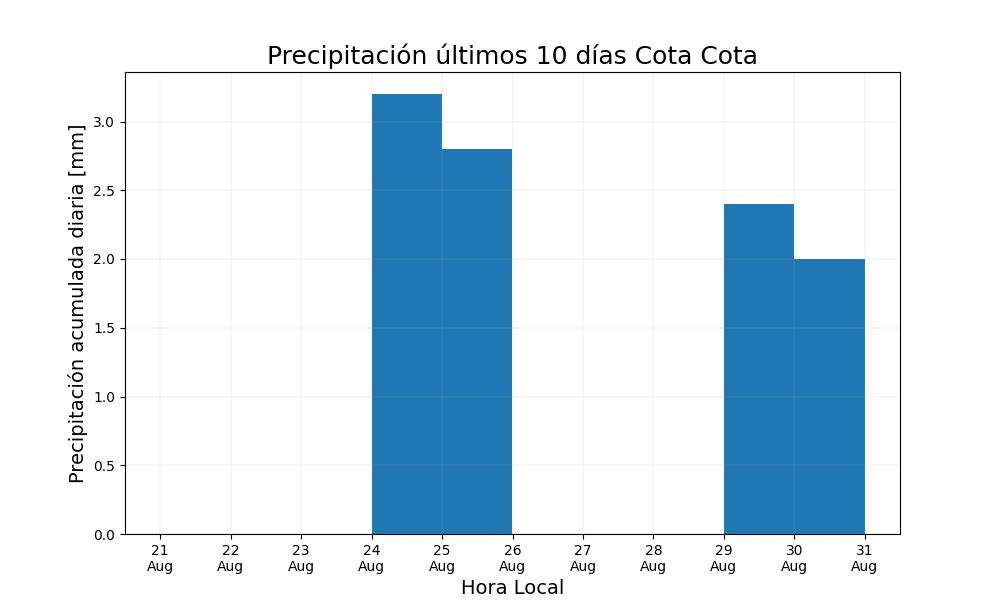 Precipitación últimos 10 días Cota Cota
Precipitación acumulada diaria [mm]
3.0
2.5
2.0
1.5
1.0
0.5
0.0
21 22 23 24 25 26 27 28 29 30 31
Aug Aug Aug Aug Aug Aug Aug Aug Aug Aug Aug
Hora Local